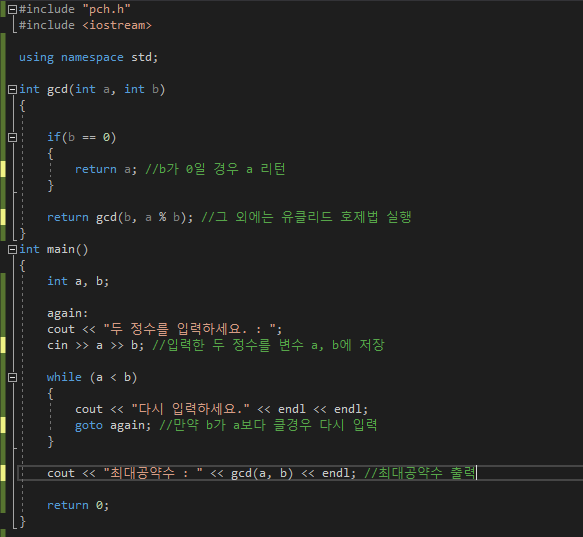 #include "pch.h"
#include <iostream>
using namespace std;
int gcd(int a, int b)
{
if(b == 0)
{
return a; //b가 0일 경우 a 리턴
}
return gcd(b, a % b); //그 외에는 유클리드 호제법 실행
}
int main()
{
int a, b;
again:
cout << "두 정수를 입력하세요. : ";
cin >> a >> b; //입력한 두 정수를 변수 a, b에 저장
while (a < b)
{
cout << "다시 입력하세요." << endl << endl;
goto again; //만약 b가 a보다 클경우 다시 입력
}
cout << "최대공약수 : " << gcd(a, b) << endl; //최대공약수 출력
return 0;
}